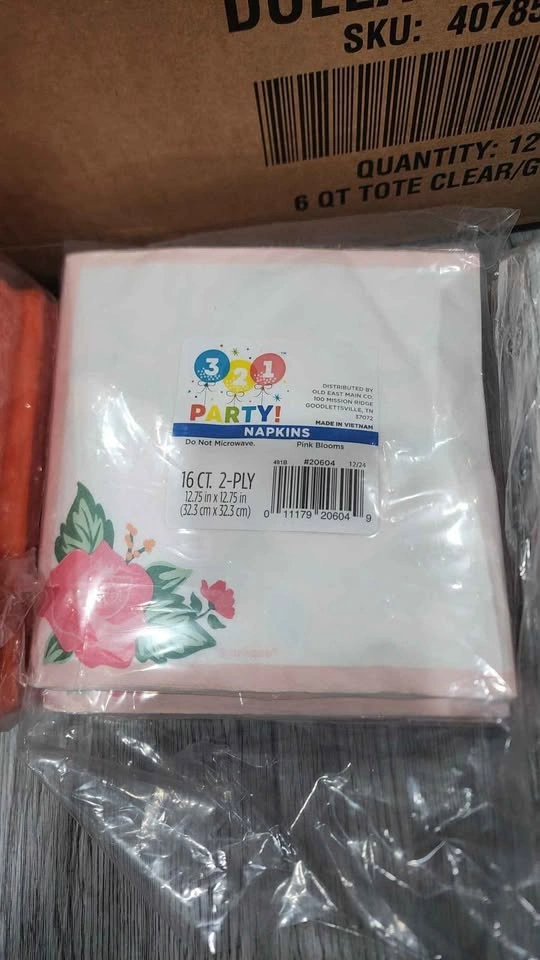 SKU: 40785
QUANTITY: 12
6 QT TOTE CLEAR/G
3 2 1 ™
PARTY!
NAPKINS
Do Not Microwave.
Pink Blooms
DISTRIBUTED BY
OLD EAST MAIN CO.
100 MISSION RIDGE
GOODLETTSVILLE, TN
37072
MADE IN VIETNAM
16 CT. 2-PLY
12.75 in x 12.75 in
(32.3 cm x 32.3 cm)
491B #20604 12/24
0 11179 20604 9